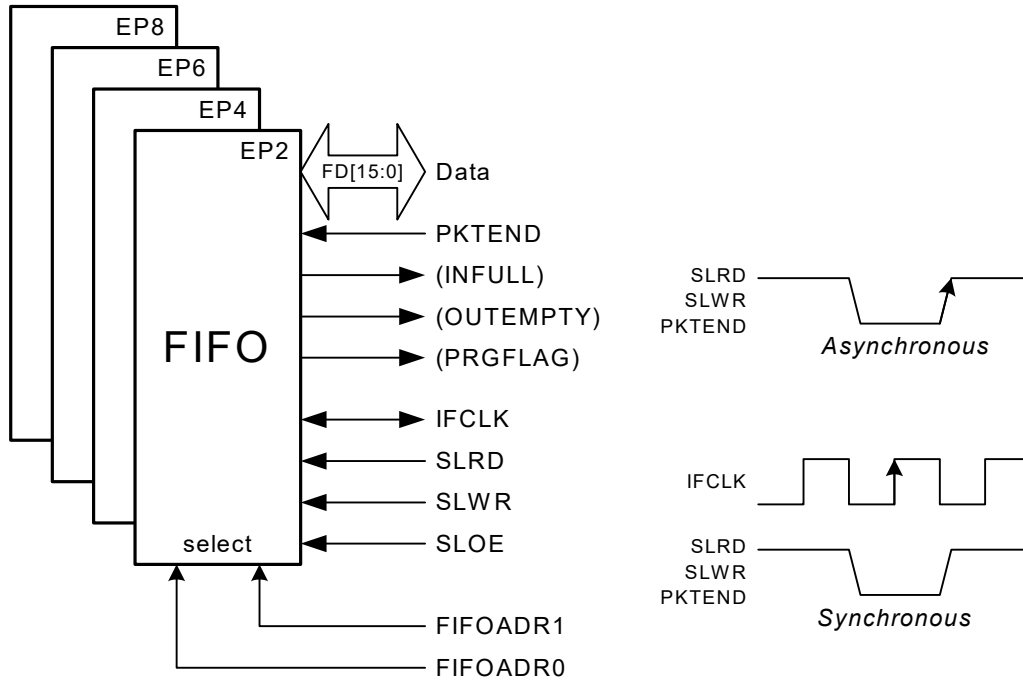 EP8
EP6
EP4
EP2
FD[15:0]
Data
PKTEND
(INFULL)
(OUTEMPTY)
(PRGFLAG)
FIFO
IFCLK
SLRD
SLWR
SLOE
select
FIFOADR1
FIFOADR0
SLRD
SLWR
PKTEND
Asynchronous
IFCLK
SLRD
SLWR
PKTEND
Synchronous